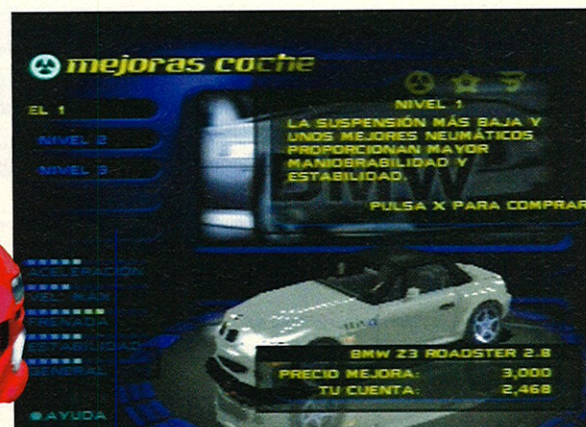 mejoras coche
EL 1
NIVEL 2
NIVEL 3
NIVEL 1
LA SUSPENSIÓN MÁS BAJA Y
UNOS MEJORES NEUMÁTICOS
PROPORCIONAN MAYOR
MANIOBRABILIDAD Y
ESTABILIDAD.
BMW
PULSA X PARA COMPRAR
ACELERACIÓN
VEL. MÁX
FRENADA
GENERAL
BMW Z3 ROADSTER 2.8
PRECIO MEJORA: 3,000
TU CUENTA: 2,468
AYUDA